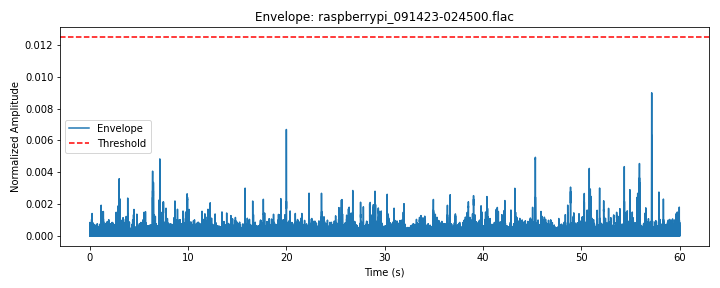 Envelope: raspberrypi_091423-024500.flac
Normalized Amplitude
0.012
0.010
0.008
0.006
0.004
0.002
0.000
Envelope
Threshold
0 10 20 30 40 50 60
Time (s)